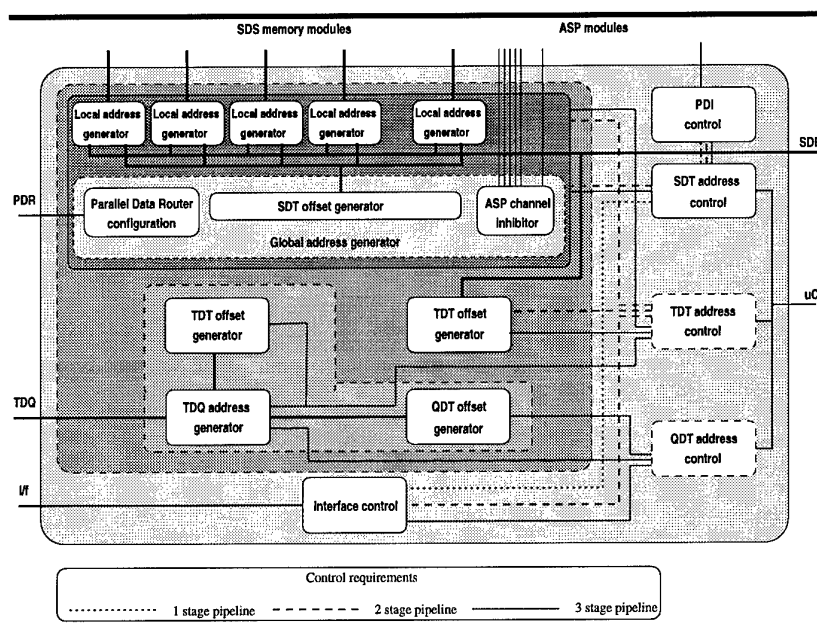 SDS memory modules
ASP modules
Local address
generator
Local address
generator
Local address
generator
Local address
generator
Local address
generator
PDI
control
SDB
SDT address
control
PDR
Parallel Data Router
configuration
SDT offset generator
ASP channel
inhibitor
Global address generator
uC
TDT offset
generator
TDT offset
generator
TDT address
control
TDQ
TDQ address
generator
QDT offset
generator
QDT address
control
I/f
Interface control
Control requirements
1 stage pipeline
2 stage pipeline
3 stage pipeline